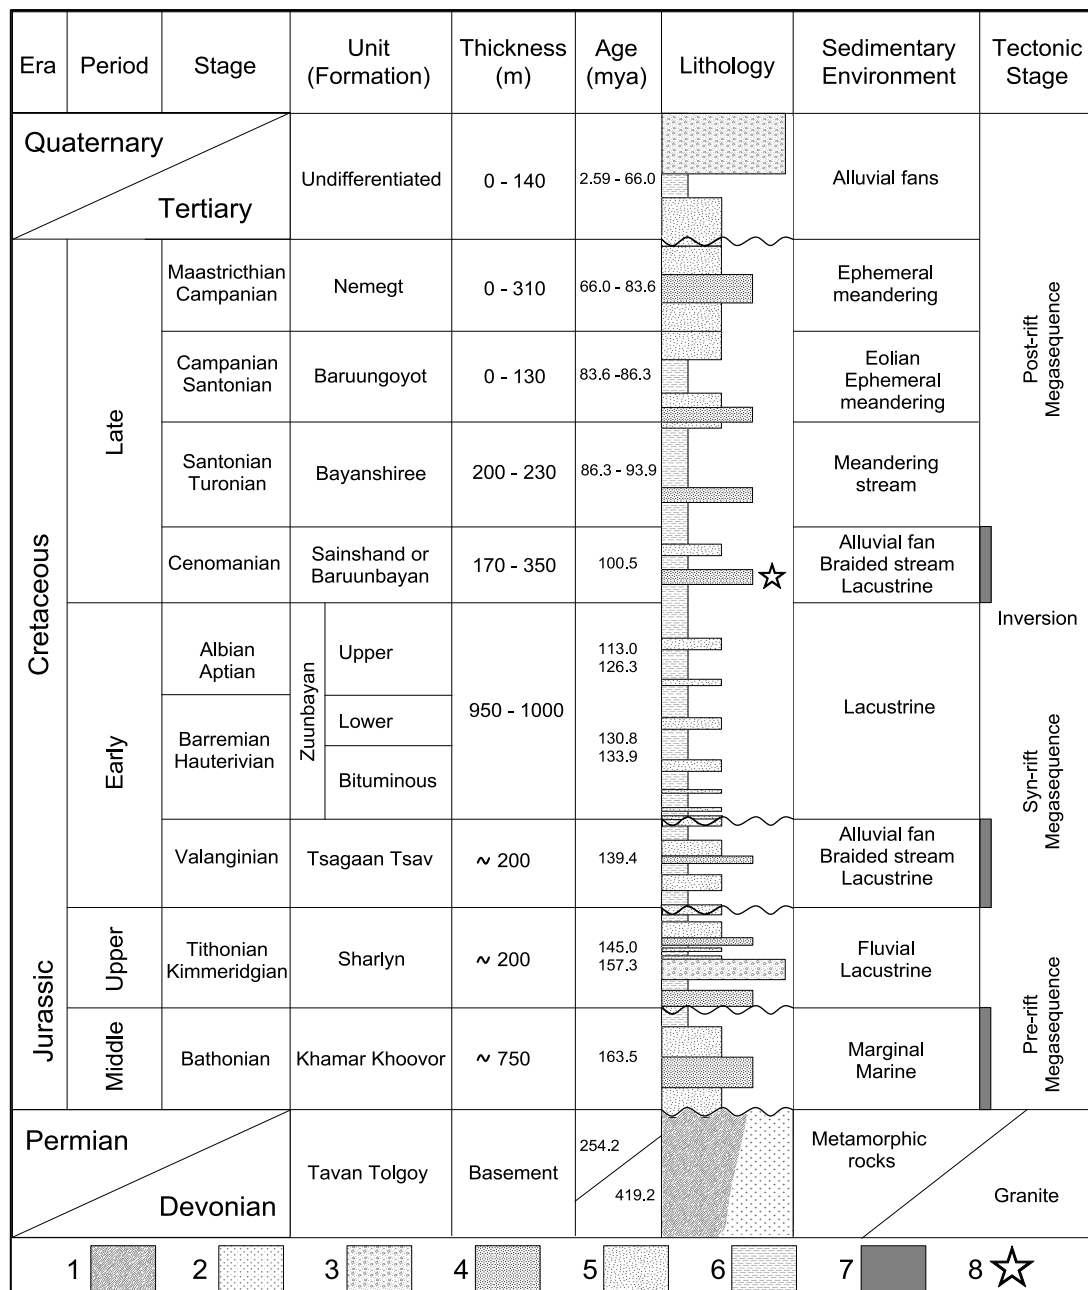 Era Period Stage Unit (Formation) Thickness (m) Age (mya) Lithology Sedimentary Environment Tectonic Stage
Quaternary
Tertiary
Undifferentiated
0 - 140
2.59 - 66.0
Alluvial fans
Cretaceous
Late
Maastricthian
Campanian
Nemegt
0 - 310
66.0 - 83.6
Ephemeral
meandering
Post-rift
Megasequence
Campanian
Santonian
Baruungoyot
0 - 130
83.6 -86.3
Eolian
Ephemeral
meandering
Santonian
Turonian
Bayanshiree
200 - 230
86.3 - 93.9
Meandering
stream
Cenomanian
Sainshand or
Baruunbayan
170 - 350
100.5
Alluvial fan
Braided stream
Lacustrine
Inversion
Early
Albian
Aptian
Zuunbayan
Upper
950 - 1000
113.0
126.3
Lacustrine
Barremian
Hauterivian
Lower
Bituminous
130.8
133.9
Syn-rift
Megasequence
Valanginian
Tsagaan Tsav
~ 200
139.4
Alluvial fan
Braided stream
Lacustrine
Jurassic
Upper
Tithonian
Kimmeridgian
Sharlyn
~ 200
145.0
157.3
Fluvial
Lacustrine
Pre-rift
Megasequence
Middle
Bathonian
Khamar Khoovor
~ 750
163.5
Marginal
Marine
Permian
Devonian
Tavan Tolgoy
Basement
254.2
419.2
Metamorphic
rocks
Granite
1 2 3 4 5 6 7 8